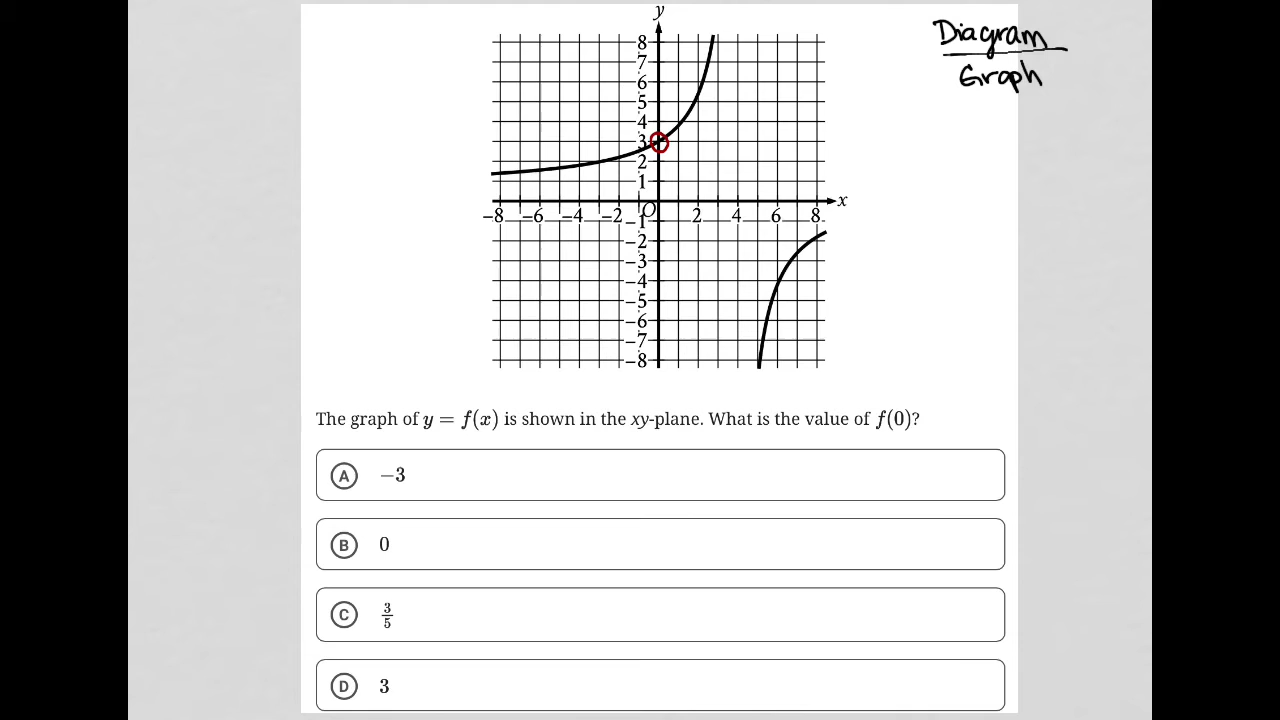 y
Diagram
Graph
8
7
6
5
4
3
2
1
x
−8 −6 −4 −2 O 2 4 6 8
−1
−2
−3
−4
−5
−6
−7
−8
The graph of y = f(x) is shown in the xy-plane. What is the value of f(0)?
A −3
B 0
C 3/5
D 3